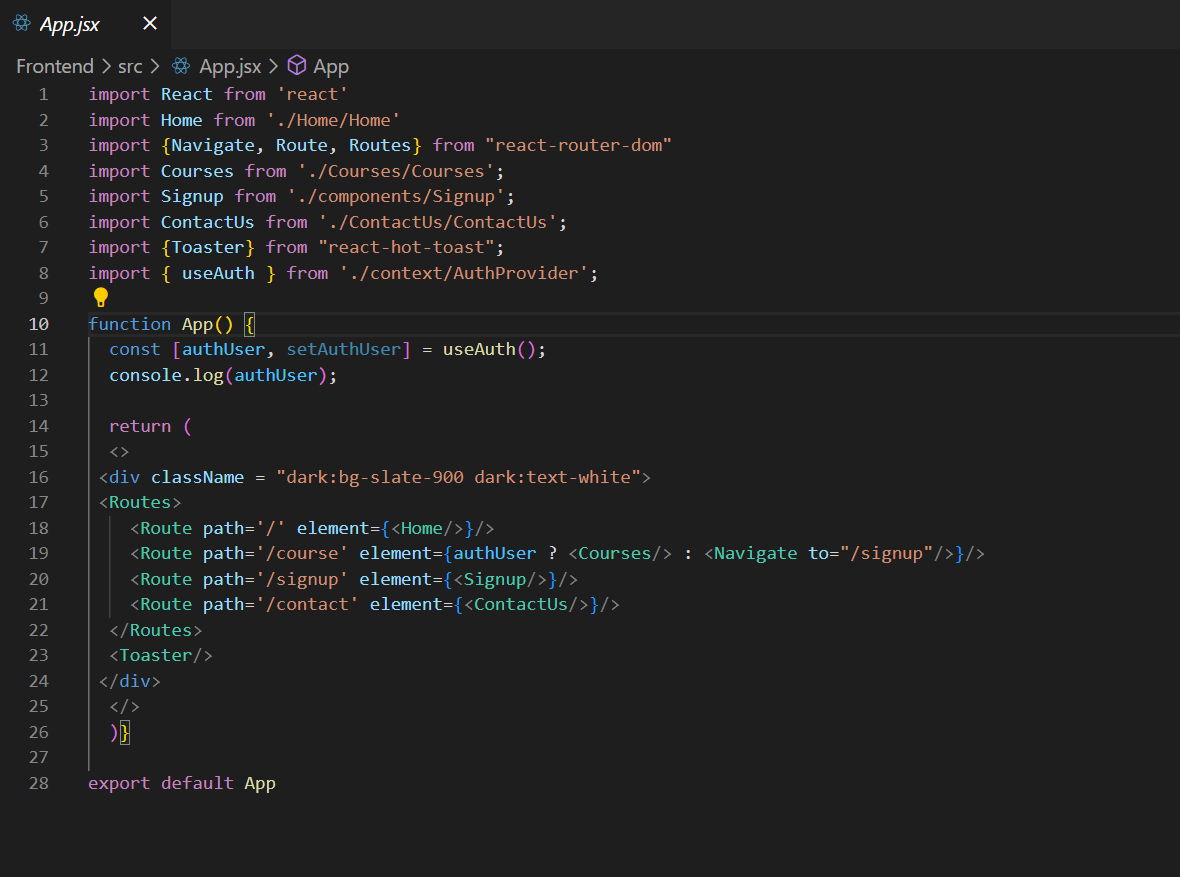 App.jsx
Frontend > src > App.jsx > App
1 import React from 'react'
2 import Home from './Home/Home'
3 import {Navigate, Route, Routes} from "react-router-dom"
4 import Courses from './Courses/Courses';
5 import Signup from './components/Signup';
6 import ContactUs from './ContactUs/ContactUs';
7 import {Toaster} from "react-hot-toast";
8 import { useAuth } from './context/AuthProvider';
9
10 function App() {
11   const [authUser, setAuthUser] = useAuth();
12   console.log(authUser);
13
14   return (
15   <>
16  <div className = "dark:bg-slate-900 dark:text-white">
17  <Routes>
18     <Route path='/' element={<Home/>}/>
19     <Route path='/course' element={authUser ? <Courses/> : <Navigate to="/signup"/>}/>
20     <Route path='/signup' element={<Signup/>}/>
21     <Route path='/contact' element={<ContactUs/>}/>
22   </Routes>
23   <Toaster/>
24  </div>
25   </>
26   )}
27
28 export default App